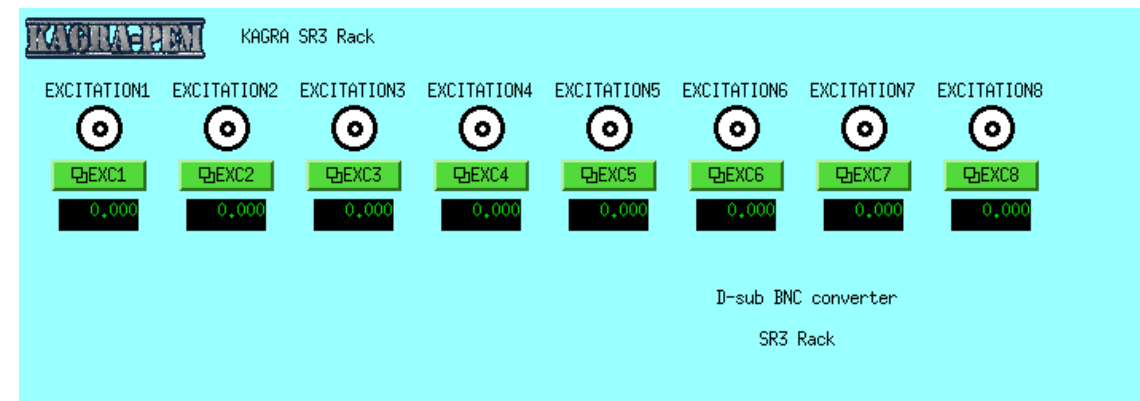 KAGRA-PEM KAGRA SR3 Rack
EXCITATION1 EXCITATION2 EXCITATION3 EXCITATION4 EXCITATION5 EXCITATION6 EXCITATION7 EXCITATION8
EXC1 EXC2 EXC3 EXC4 EXC5 EXC6 EXC7 EXC8
0.000 0.000 0.000 0.000 0.000 0.000 0.000 0.000
D-sub BNC converter
SR3 Rack